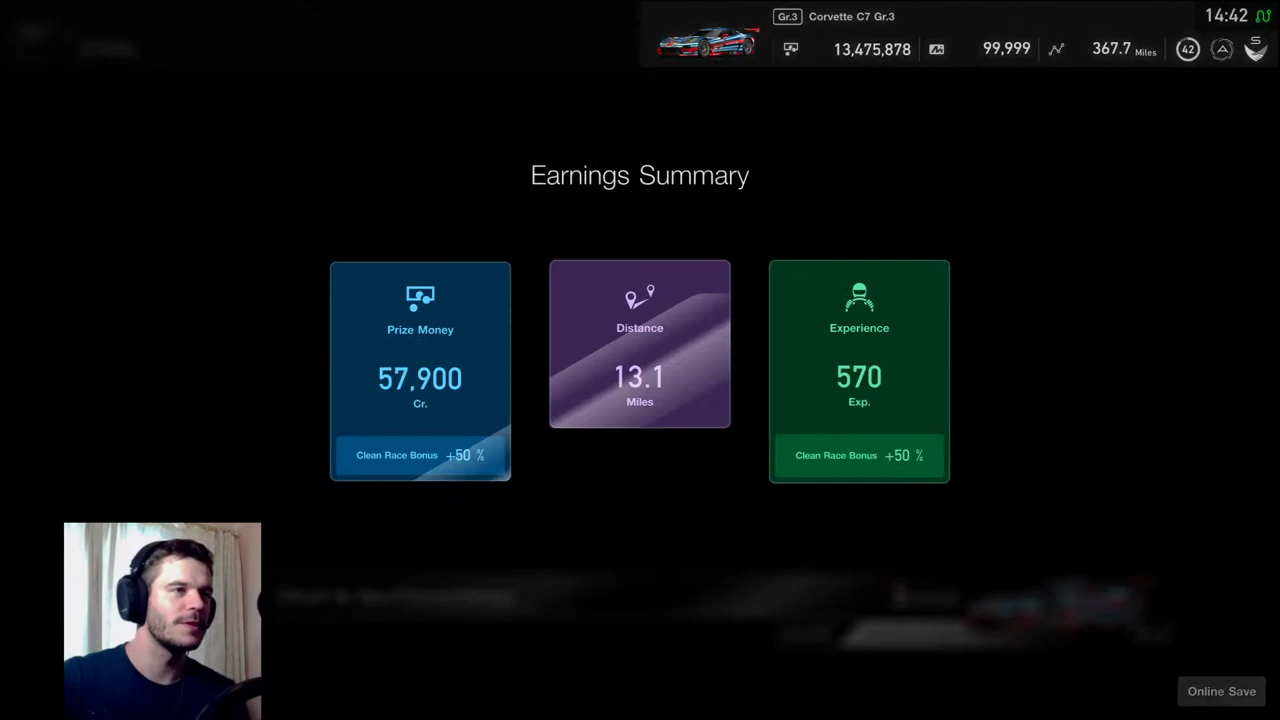 Gr.3 Corvette C7 Gr.3
14:42
13,475,878
99,999
367.7 Miles
42
S
Earnings Summary
Prize Money
57,900
Cr.
Clean Race Bonus +50 %
Distance
13.1
Miles
Experience
570
Exp.
Clean Race Bonus +50 %
Online Save